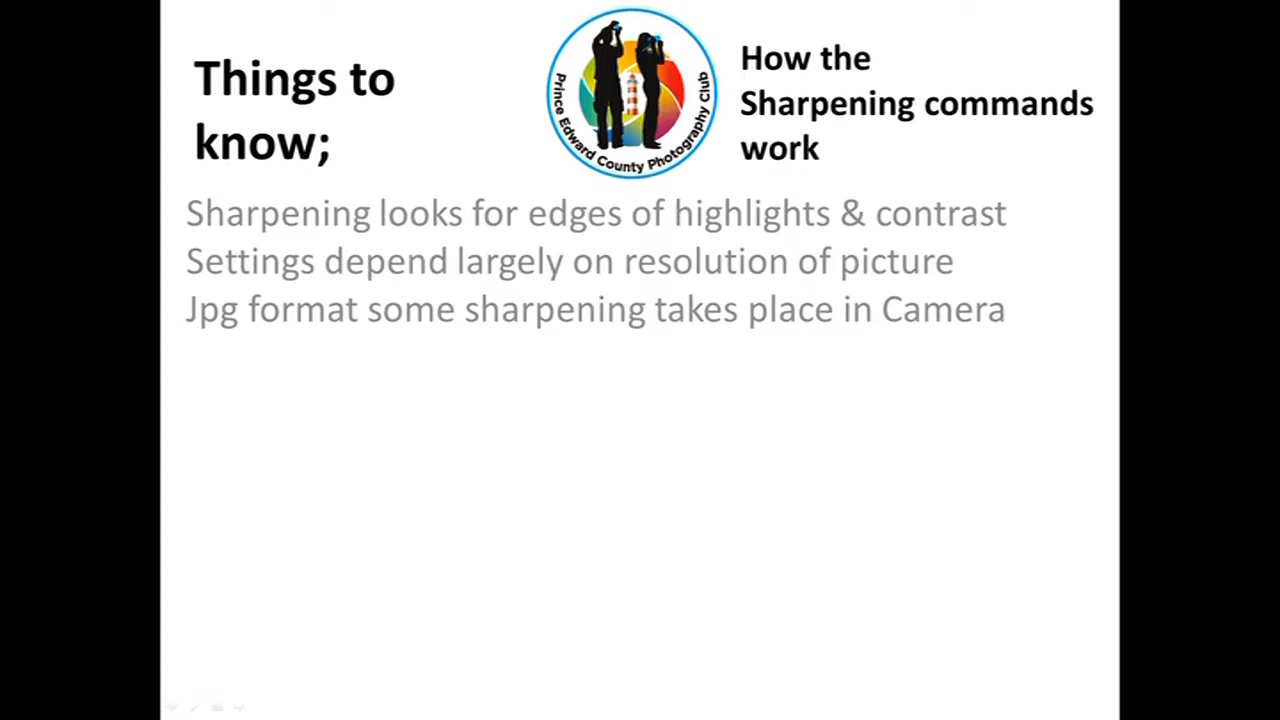 Things to
know;
Prince Edward County Photography Club
How the
Sharpening commands
work
Sharpening looks for edges of highlights & contrast
Settings depend largely on resolution of picture
Jpg format some sharpening takes place in Camera